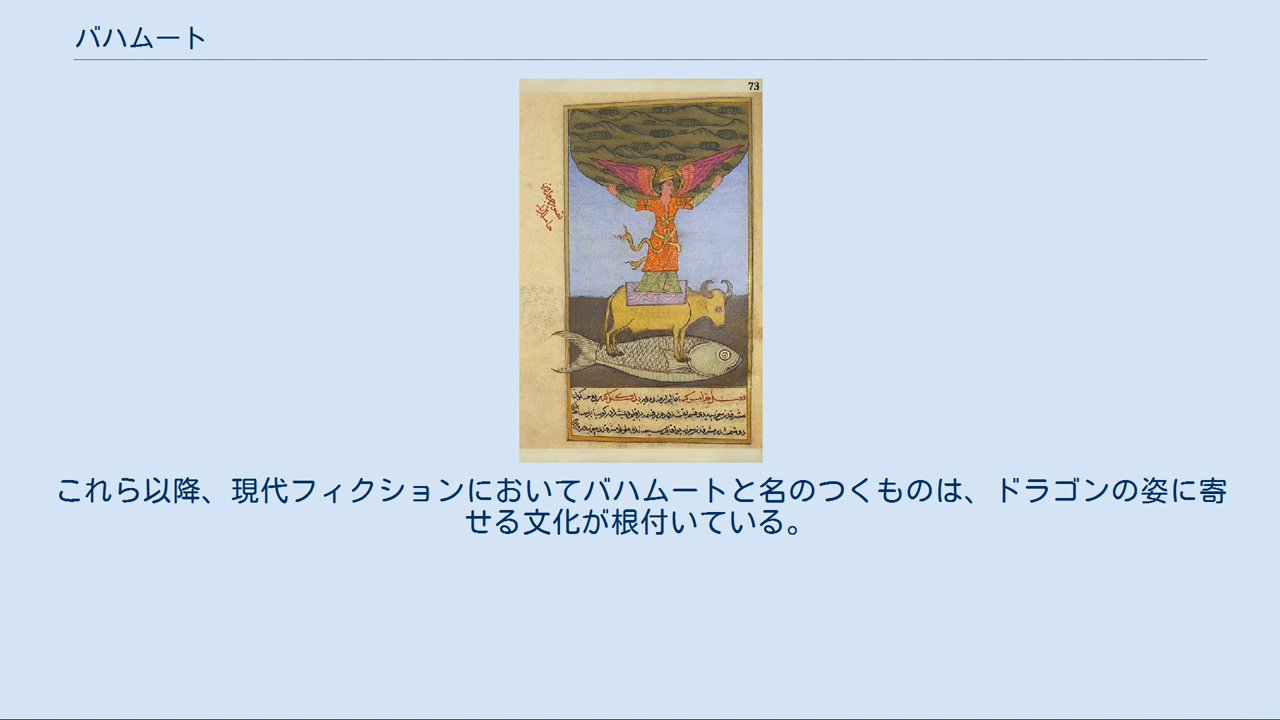 バハムート
73
これら以降、現代フィクションにおいてバハムートと名のつくものは、ドラゴンの姿に寄
せる文化が根付いている。